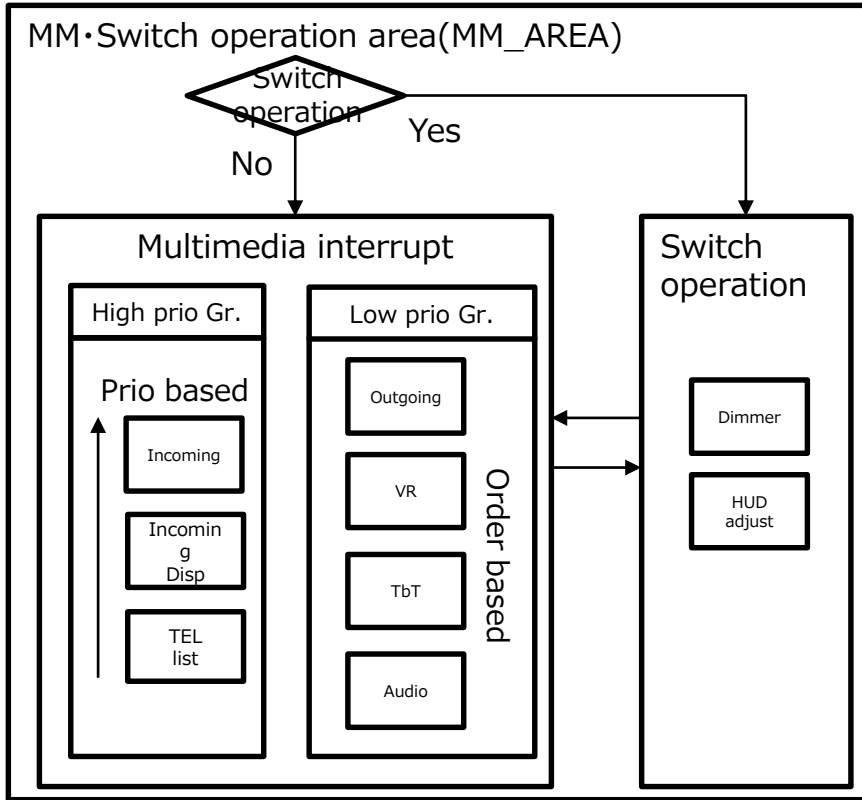 MM･Switch operation area(MM_AREA)
Switch
operation
Yes
No
Multimedia interrupt
High prio Gr.
Prio based
Incoming
Incomin
g
Disp
TEL
list
Low prio Gr.
Outgoing
VR
TbT
Audio
Order based
Switch
operation
Dimmer
HUD
adjust